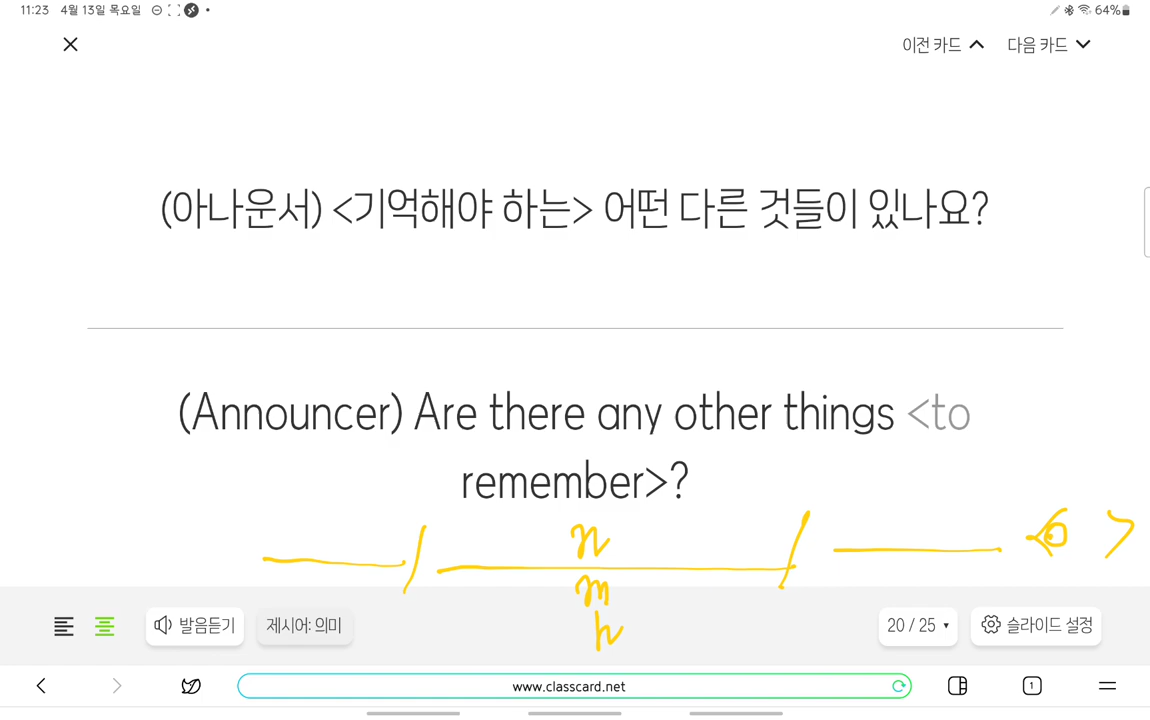 11:23 4월 13일 목요일 64%
이전 카드 다음 카드
(아나운서) <기억해야 하는> 어떤 다른 것들이 있나요?
(Announcer) Are there any other things <to
remember>?
n
m
h
발음듣기 제시어: 의미 20 / 25 슬라이드 설정
www.classcard.net 1